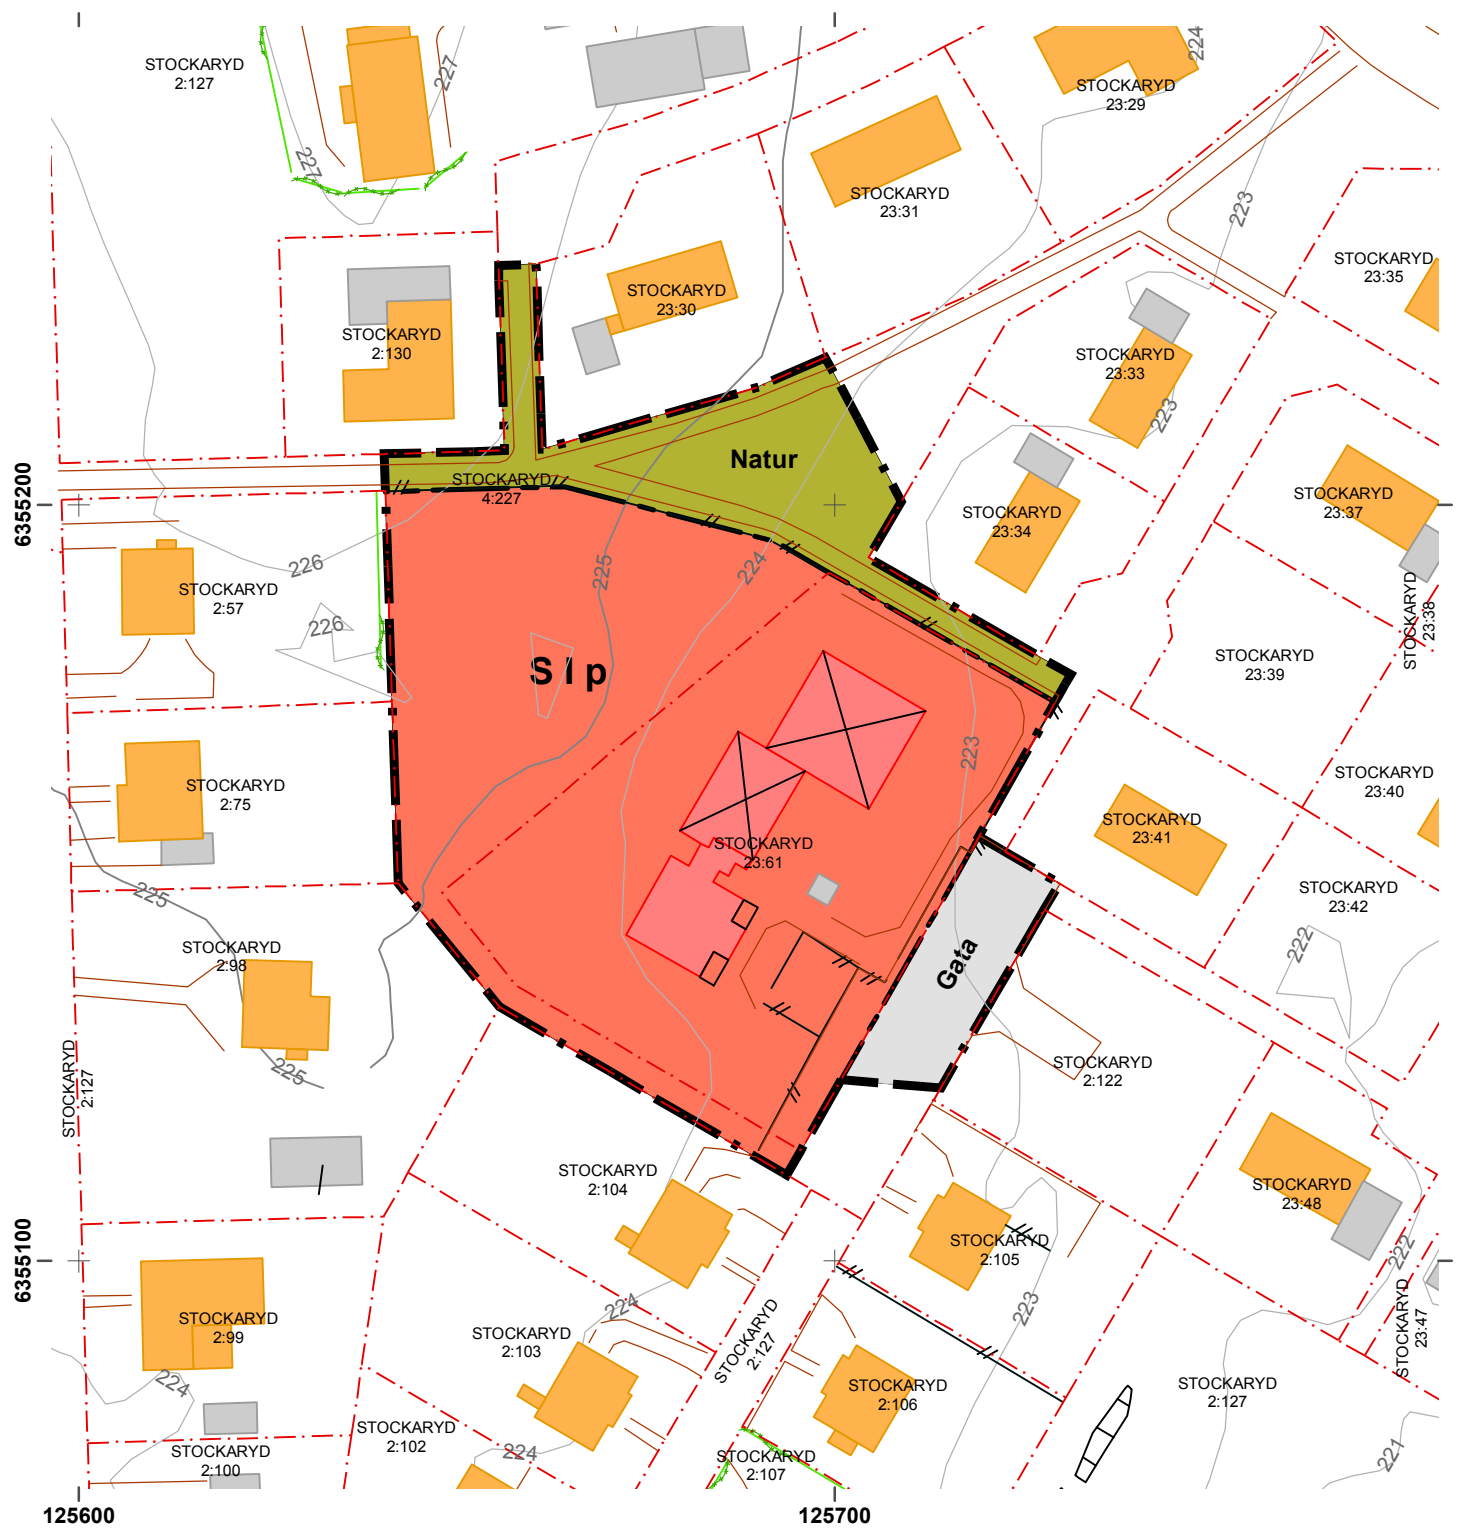 STOCKARYD
2:127
227
224
STOCKARYD
23:29
227
STOCKARYD
23:31
223
STOCKARYD
23:35
STOCKARYD
23:30
STOCKARYD
2:130
STOCKARYD
23:33
223
Natur
STOCKARYD
4:227
6355200
STOCKARYD
23:34
STOCKARYD
23:37
226
225
224
STOCKARYD
2:57
226
STOCKARYD
23:38
S I p
STOCKARYD
23:39
223
STOCKARYD
2:75
STOCKARYD
23:40
STOCKARYD
23:41
STOCKARYD
23:61
225
STOCKARYD
23:42
STOCKARYD
2:98
222
Gata
225
STOCKARYD
2:127
STOCKARYD
2:122
STOCKARYD
2:104
STOCKARYD
23:48
6355100
STOCKARYD
2:105
222
224
223
STOCKARYD
2:99
STOCKARYD
2:103
STOCKARYD
2:127
STOCKARYD
23:47
224
STOCKARYD
2:106
STOCKARYD
2:127
STOCKARYD
2:102
STOCKARYD
2:100
224
STOCKARYD
2:107
221
125600
125700